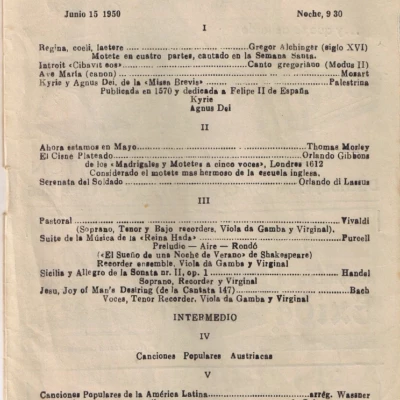 Junio 15 1950 Noche, 9 30
I
Regina, coeli, laetere ........ Gregor Aichinger (siglo XVI)
Motete en cuatro partes, cantado en la Semana Santa.
Introit «Cibavit eos» ........ Canto gregoriano (Modus II)
Ave Maria (canon) ........ Mozart
Kyrie y Agnus Dei, de la «Missa Brevis» ........ Palestrina
Publicada en 1570 y dedicada a Felipe II de España
Kyrie
Agnus Dei
II
Ahora estamos en Mayo ........ Thomas Morley
El Cisne Plateado ........ Orlando Gibbons
de los «Madrigales y Motetes a cinco voces», Londres 1612
Considerado el motete mas hermoso de la escuela inglesa.
Serenata del Soldado ........ Orlando di Lassus
III
Pastoral ........ Vivaldi
(Soprano, Tenor y Bajo recorders, Viola da Gamba y Virginal).
Suite de la Música de la «Reina Hada» ........ Purcell
Preludio — Aire — Rondó
(«El Sueño de una Noche de Verano» de Shakespeare)
Recorder ensemble, Viola da Gamba y Virginal
Sicilia y Allegro de la Sonata nr. II, op. 1 ........ Handel
Soprano, Recorder y Virginal
Jesu, Joy of Man's Desiring (de la Cantata 147) ........ Bach
Voces, Tenor Recorder, Viola da Gamba y Virginal
INTERMEDIO
IV
Canciones Populares Austriacas
V
Canciones Populares de la América Latina ........ arrég. Wassner